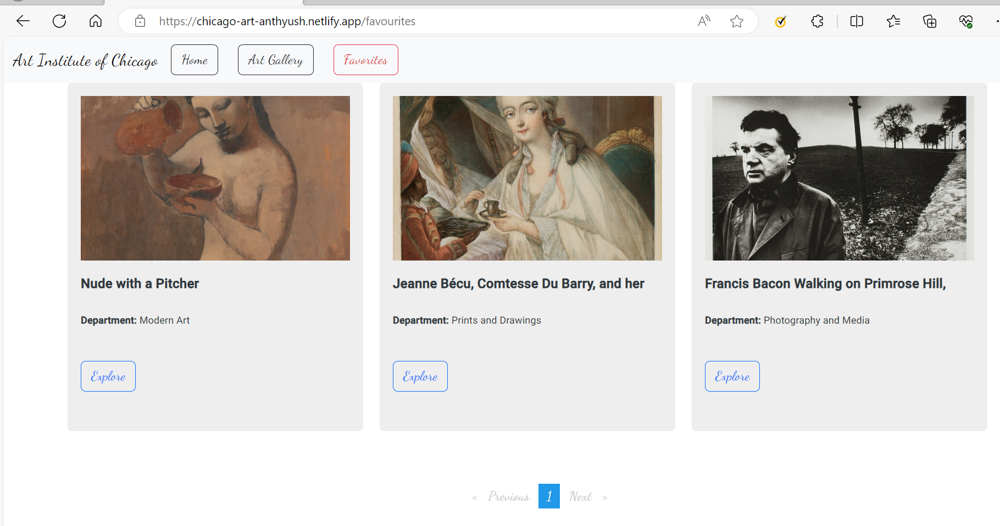 https://chicago-art-anthyush.netlify.app/favourites
Art Institute of Chicago
Home
Art Gallery
Favorites
Nude with a Pitcher
Department: Modern Art
Explore
Jeanne Bécu, Comtesse Du Barry, and her
Department: Prints and Drawings
Explore
Francis Bacon Walking on Primrose Hill,
Department: Photography and Media
Explore
« Previous 1 Next »